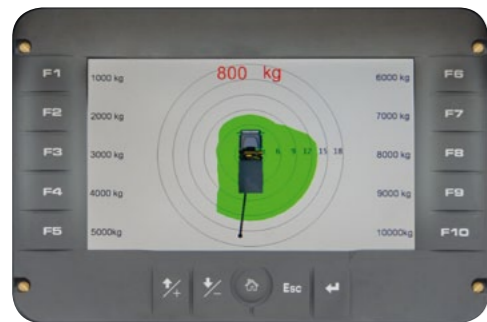 800 kg
F1 1000 kg 6000 kg F6
F2 2000 kg 7000 kg F7
F3 3000 kg 6 9 12 15 18 8000 kg F8
F4 4000 kg 9000 kg F9
F5 5000kg 10000kg F10
+ - Esc